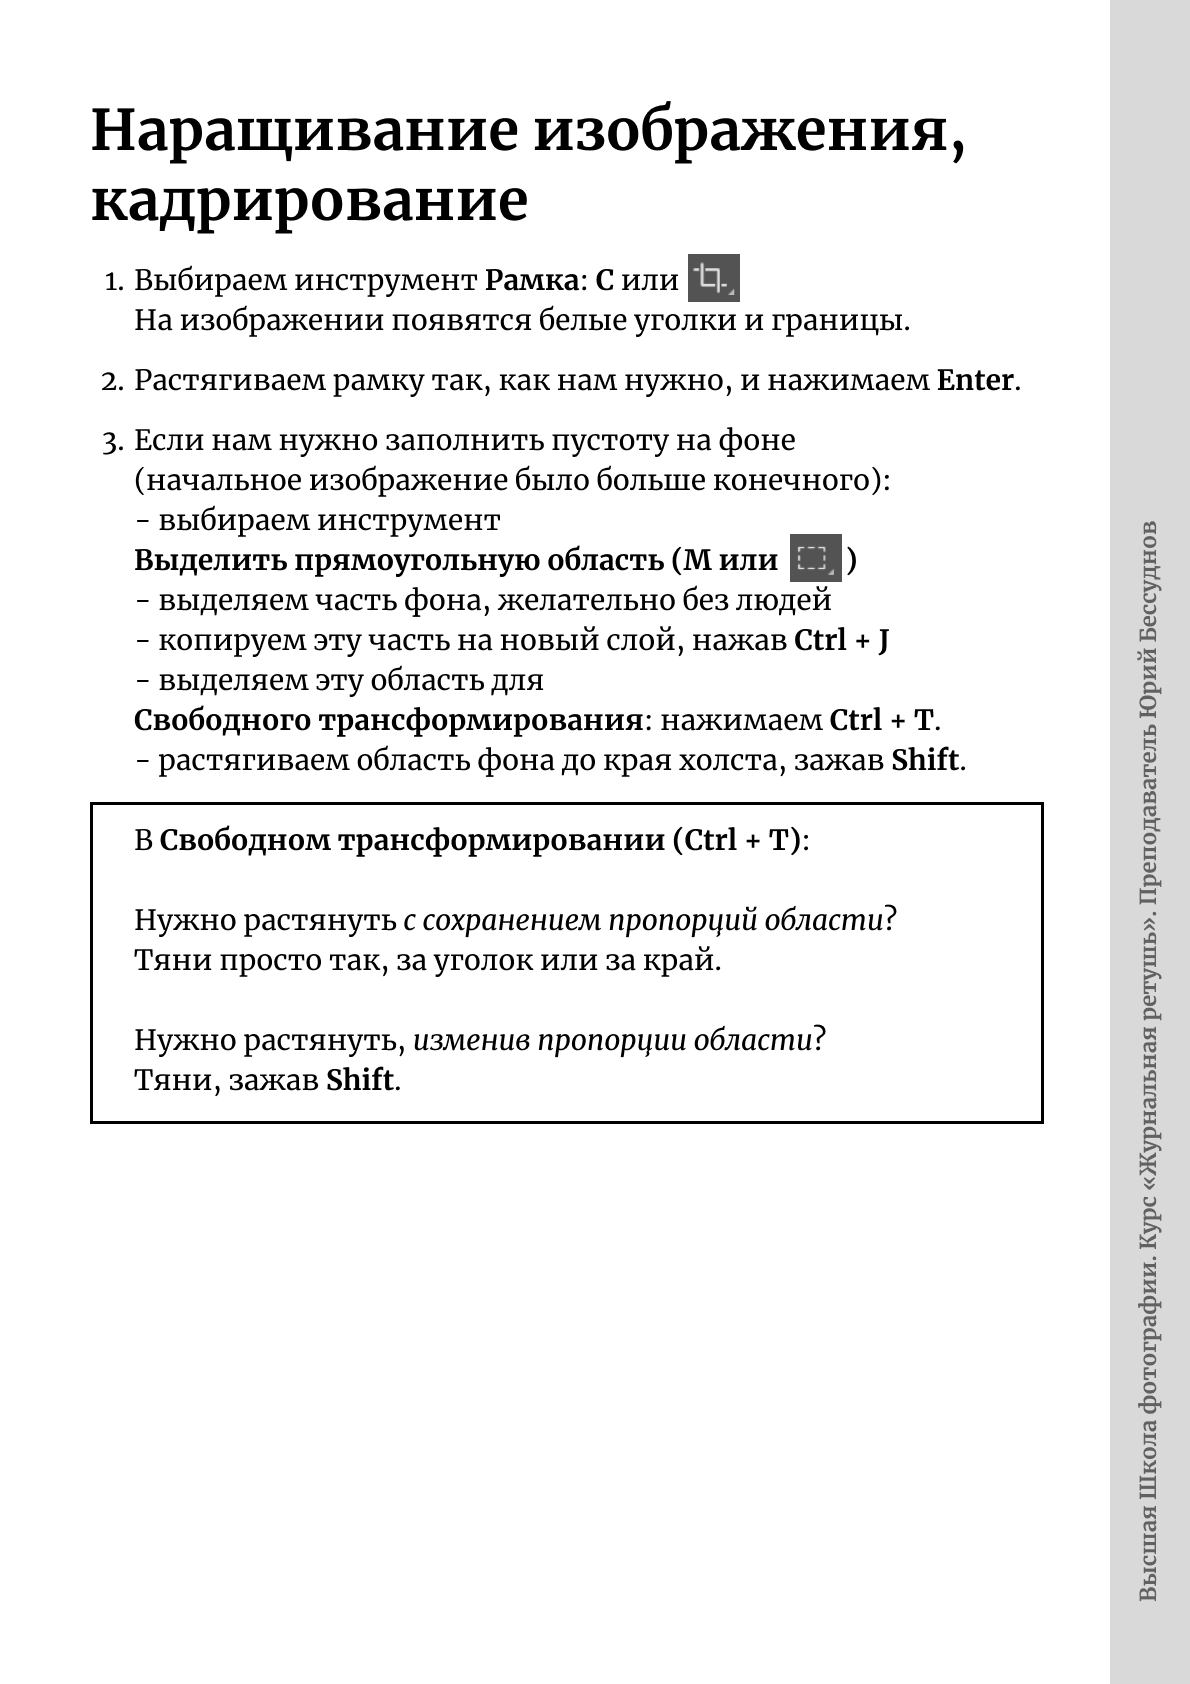 Наращивание изображения,
кадрирование
1. Выбираем инструмент Рамка: C или
На изображении появятся белые уголки и границы.
2. Растягиваем рамку так, как нам нужно, и нажимаем Enter.
3. Если нам нужно заполнить пустоту на фоне
(начальное изображение было больше конечного):
- выбираем инструмент
Выделить прямоугольную область (M или )
- выделяем часть фона, желательно без людей
- копируем эту часть на новый слой, нажав Ctrl + J
- выделяем эту область для
Свободного трансформирования: нажимаем Ctrl + T.
- растягиваем область фона до края холста, зажав Shift.
В Свободном трансформировании (Ctrl + T):
Нужно растянуть с сохранением пропорций области?
Тяни просто так, за уголок или за край.
Нужно растянуть, изменив пропорции области?
Тяни, зажав Shift.
Высшая Школа фотографии. Курс «Журнальная ретушь». Преподаватель Юрий Бессуднов